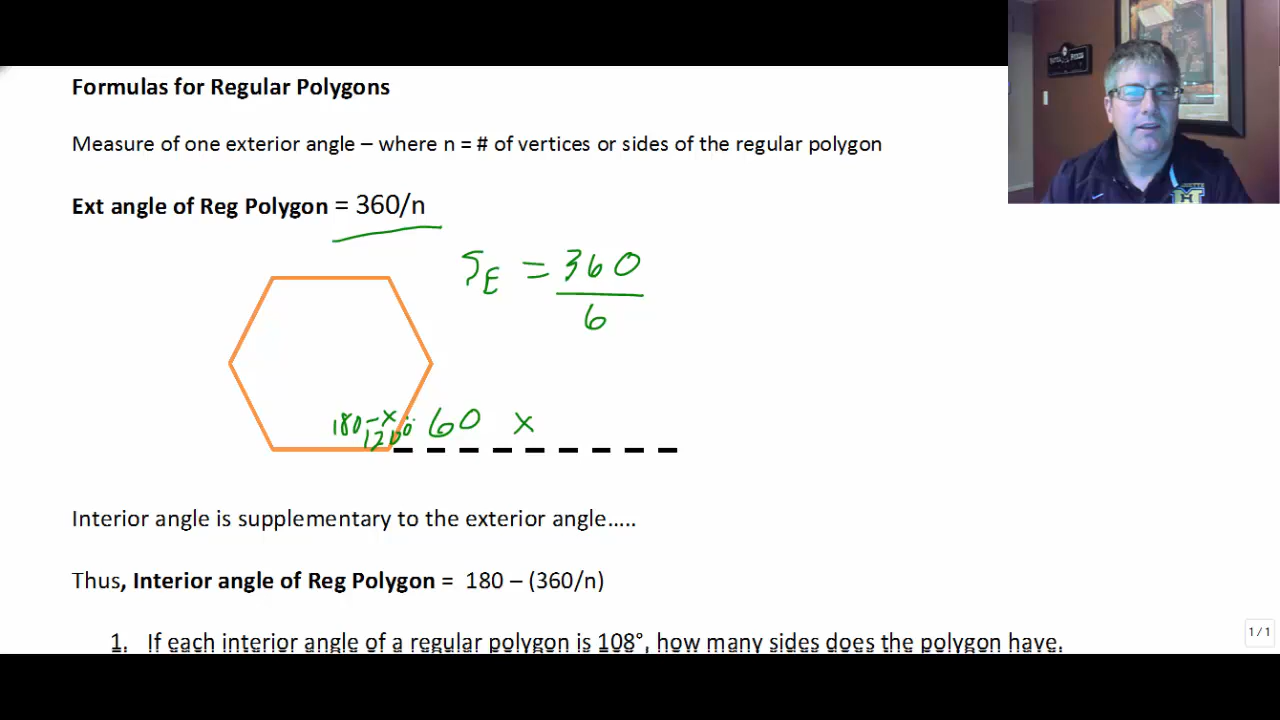 Formulas for Regular Polygons
Measure of one exterior angle – where n = # of vertices or sides of the regular polygon
Ext angle of Reg Polygon = 360/n
= 360
6
180-x
120
60 x
Interior angle is supplementary to the exterior angle…..
Thus, Interior angle of Reg Polygon = 180 – (360/n)
1. If each interior angle of a regular polygon is 108°, how many sides does the polygon have.
1 / 1